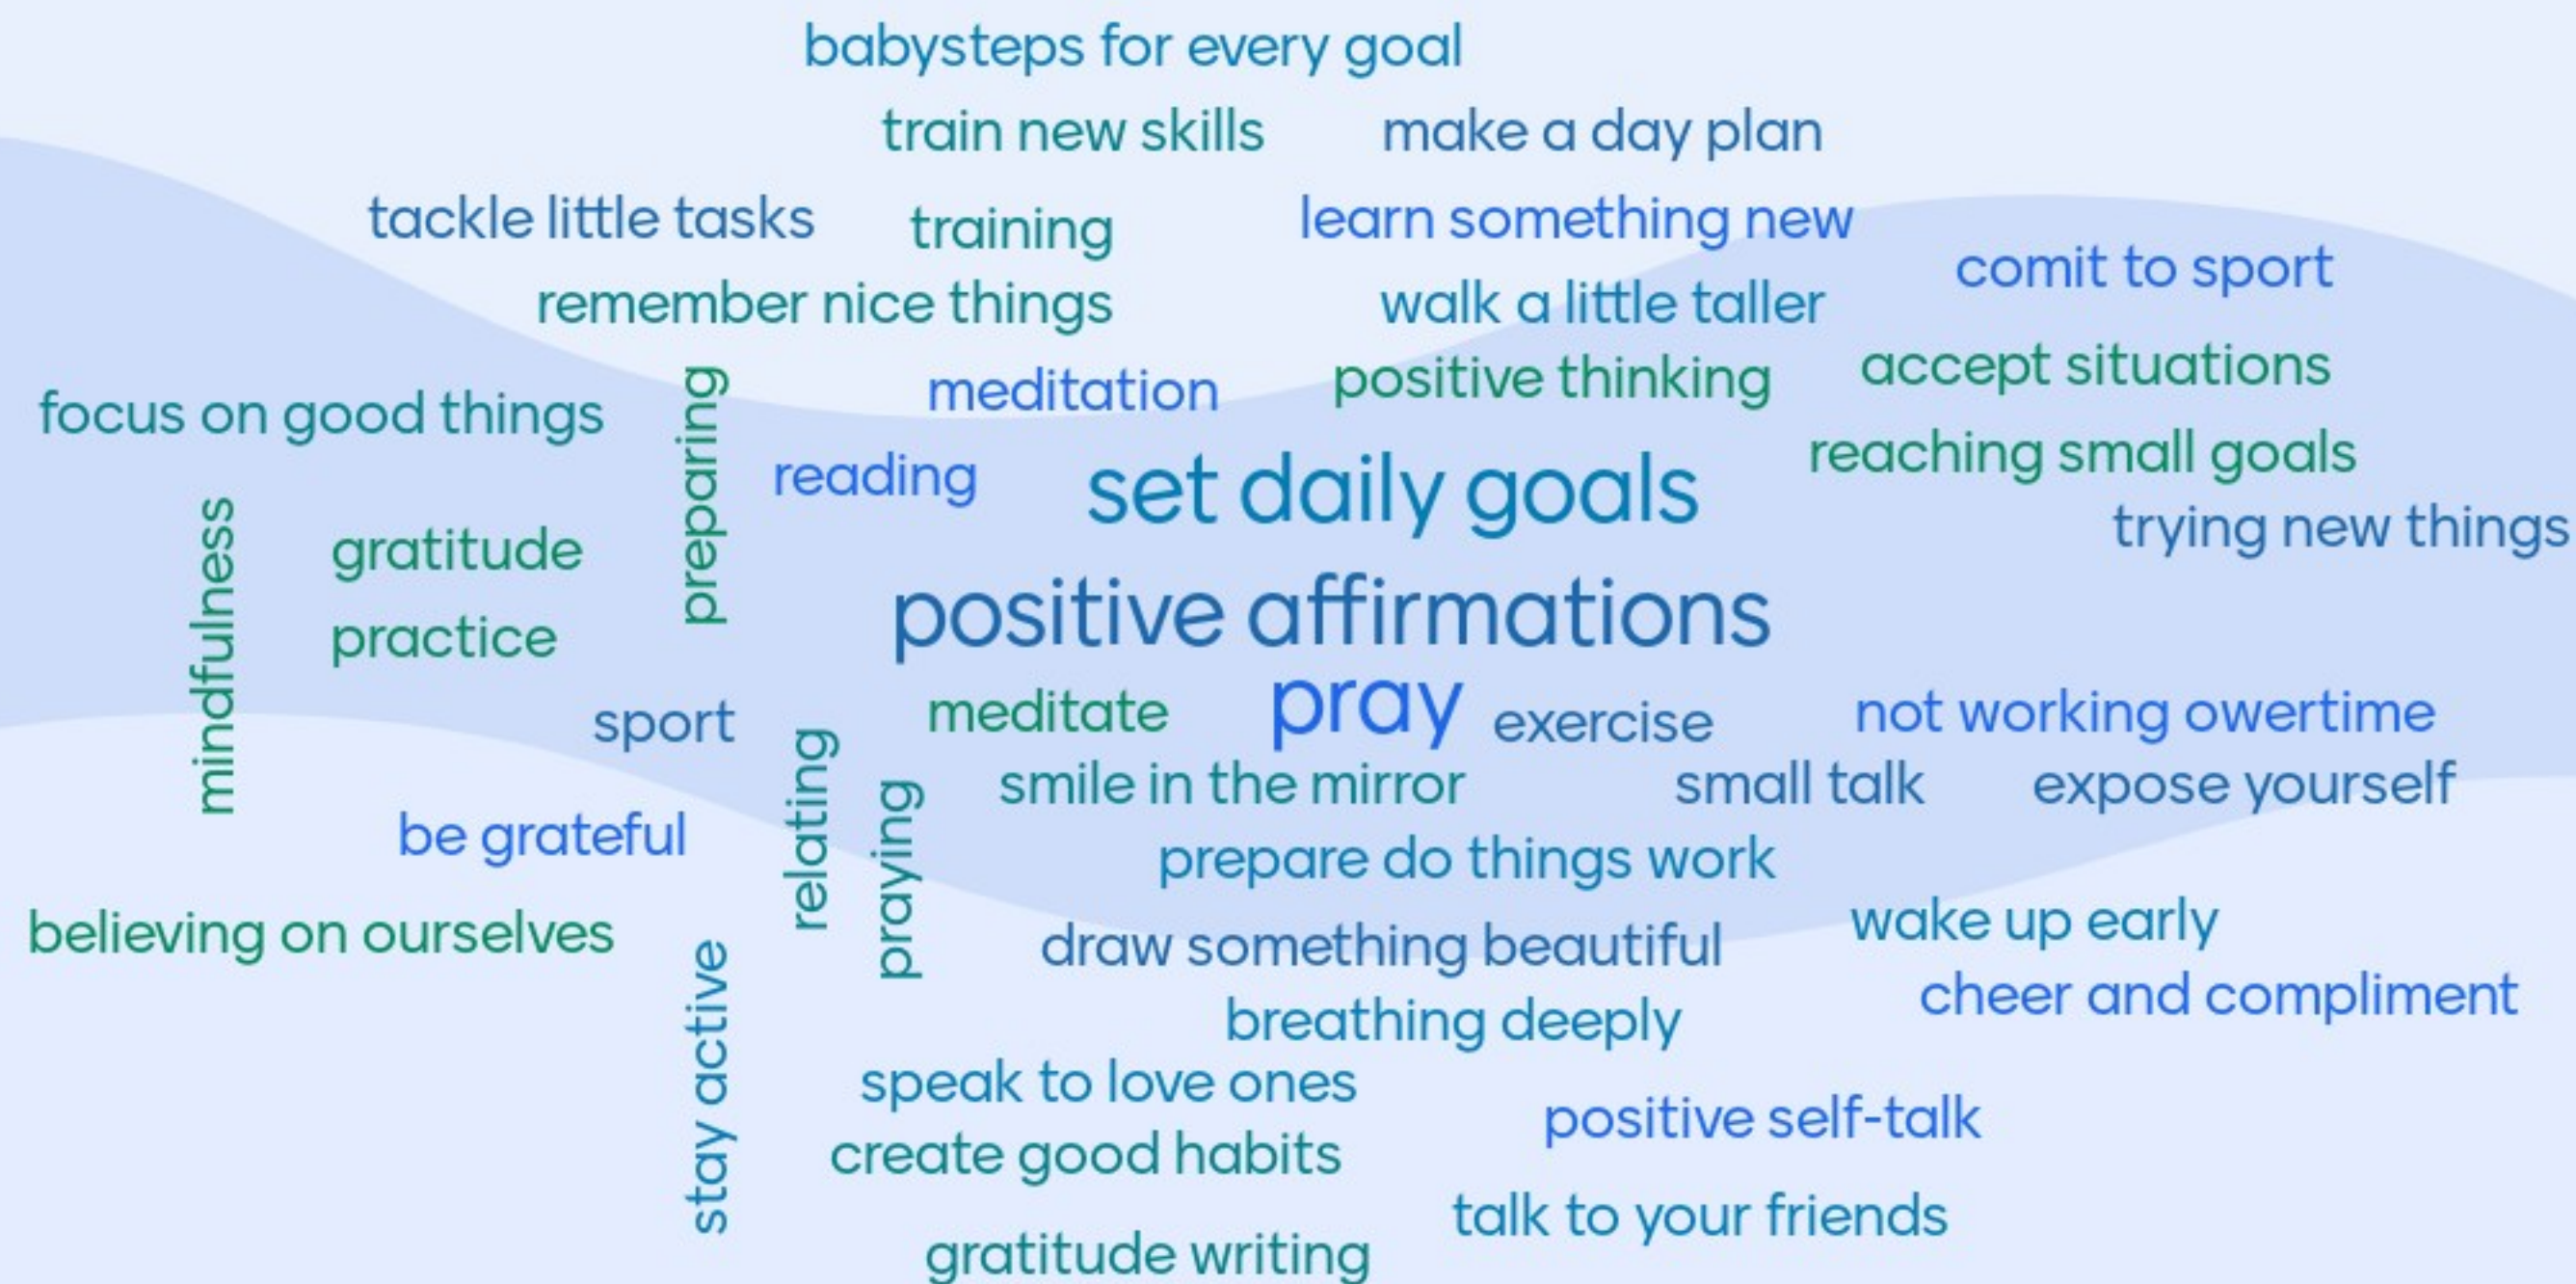 babysteps for every goal
train new skills
make a day plan
tackle little tasks
training
learn something new
comit to sport
remember nice things
walk a little taller
accept situations
focus on good things
preparing
meditation
positive thinking
reading
set daily goals
reaching small goals
trying new things
mindfulness
gratitude
practice
positive affirmations
sport
meditate
pray
exercise
not working owertime
relating
praying
smile in the mirror
small talk
expose yourself
be grateful
prepare do things work
believing on ourselves
draw something beautiful
wake up early
stay active
breathing deeply
cheer and compliment
speak to love ones
positive self-talk
create good habits
talk to your friends
gratitude writing